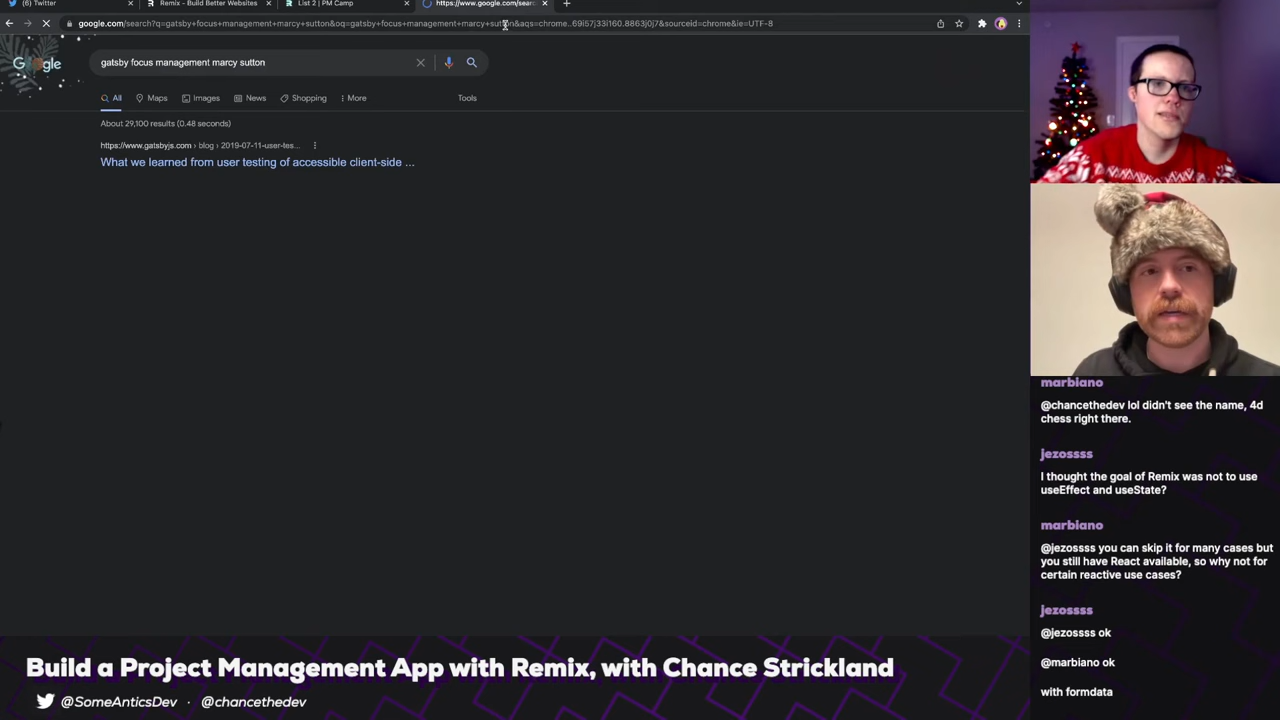 (6) Twitter
Remix - Build Better Websites
List 2 | PM Camp
https://www.google.com/sear
google.com/search?q=gatsby+focus+management+marcy+sutton&oq=gatsby+focus+management+marcy+sutton&aqs=chrome..69i57j33i160.8863j0j7&sourceid=chrome&ie=UTF-8
Google
gatsby focus management marcy sutton
All
Maps
Images
News
Shopping
More
Tools
About 29,100 results (0.48 seconds)
https://www.gatsbyjs.com › blog › 2019-07-11-user-tes...
What we learned from user testing of accessible client-side ...
marbiano
@chancethedev lol didn't see the name, 4d
chess right there.
jezossss
I thought the goal of Remix was not to use
useEffect and useState?
marbiano
@jezossss you can skip it for many cases but
you still have React available, so why not for
certain reactive use cases?
jezossss
@jezossss ok
@marbiano ok
with formdata
Build a Project Management App with Remix, with Chance Strickland
@SomeAnticsDev · @chancethedev